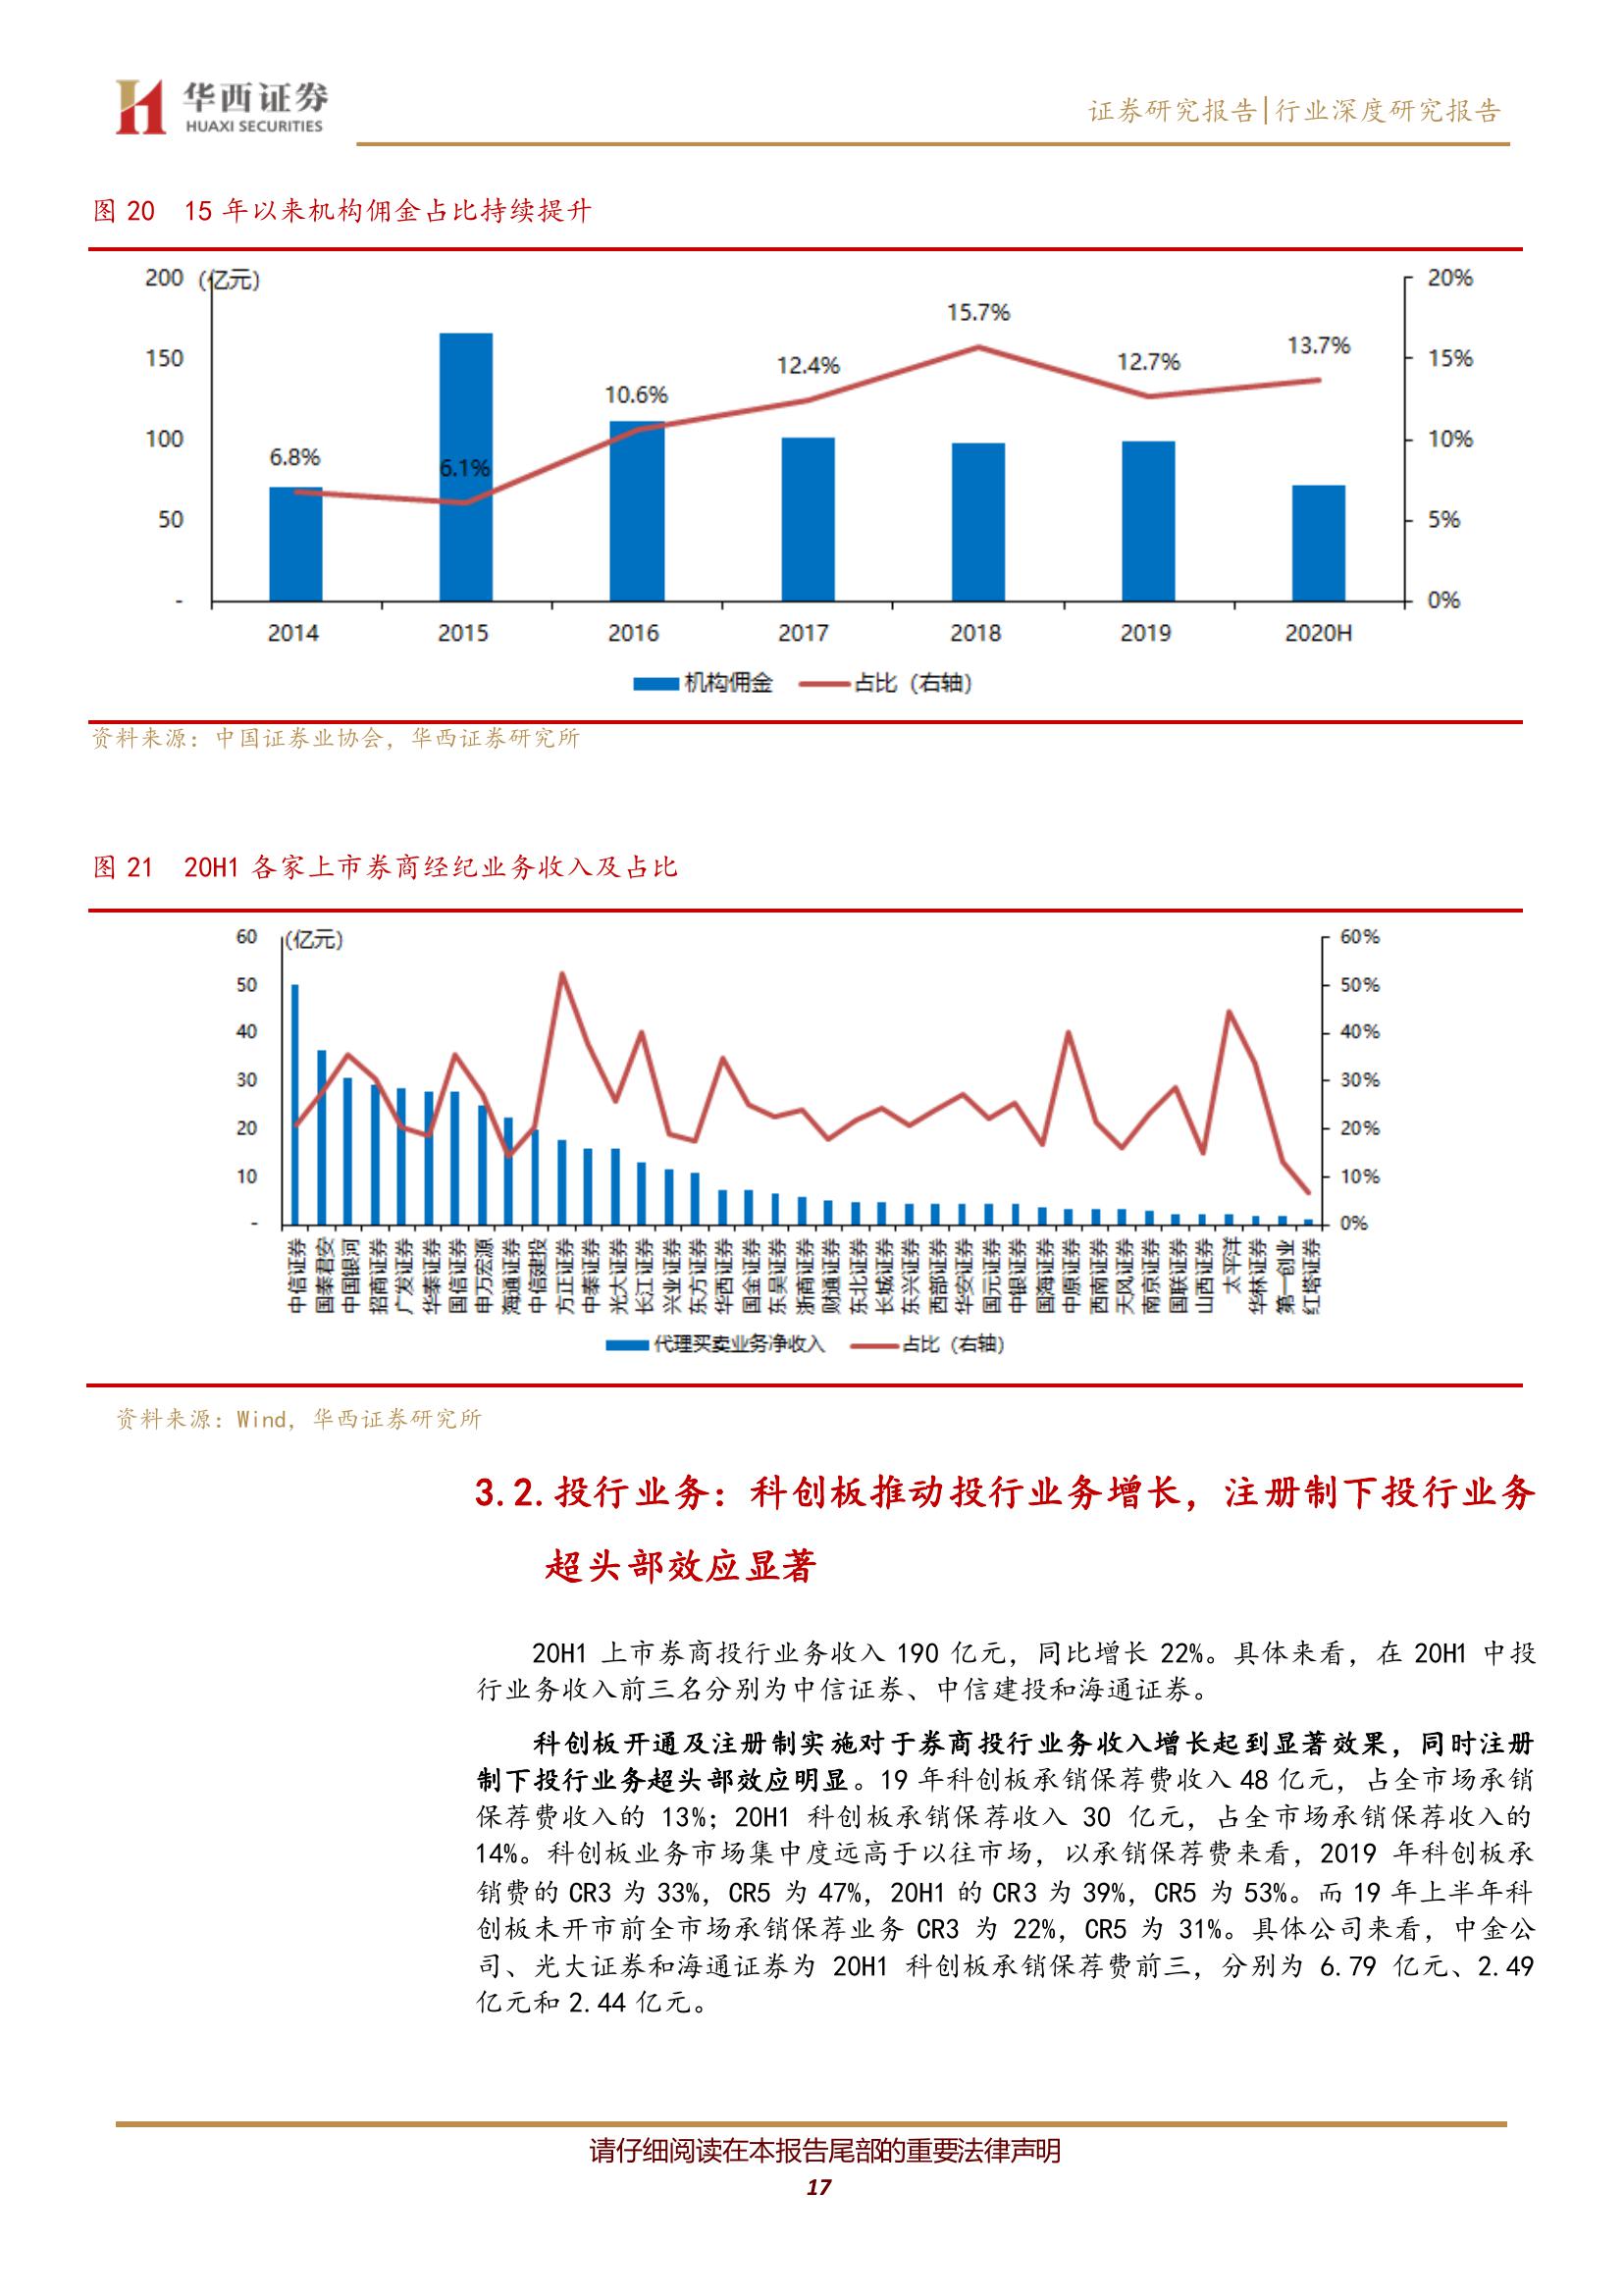 华西证券
HUAXI SECURITIES
证券研究报告|行业深度研究报告
图 20 15 年以来机构佣金占比持续提升
200 (亿元) 20%
15.7%
150 12.4% 12.7% 13.7% 15%
10.6%
100 10%
6.8% 6.1%
50 5%
- 0%
2014 2015 2016 2017 2018 2019 2020H
机构佣金 占比（右轴）
资料来源：中国证券业协会，华西证券研究所
图 21 20H1 各家上市券商经纪业务收入及占比
60 (亿元) 60%
50 50%
40 40%
30 30%
20 20%
10 10%
- 0%
中信证券 国泰君安 中国银河 招商证券 广发证券 华泰证券 国信证券 申万宏源 海通证券 中信建投 方正证券 中泰证券 光大证券 长江证券 兴业证券 东方证券 华西证券 国金证券 东吴证券 浙商证券 财通证券 东北证券 长城证券 东兴证券 西部证券 华安证券 国元证券 中银证券 国海证券 中原证券 西南证券 天风证券 南京证券 国联证券 山西证券 太平洋 华林证券 第一创业 红塔证券
代理买卖业务净收入 占比（右轴）
资料来源：Wind，华西证券研究所
3.2.投行业务：科创板推动投行业务增长，注册制下投行业务
超头部效应显著
20H1 上市券商投行业务收入 190 亿元，同比增长 22%。具体来看，在 20H1 中投
行业务收入前三名分别为中信证券、中信建投和海通证券。
科创板开通及注册制实施对于券商投行业务收入增长起到显著效果，同时注册
制下投行业务超头部效应明显。19 年科创板承销保荐费收入 48 亿元，占全市场承销
保荐费收入的 13%；20H1 科创板承销保荐收入 30 亿元，占全市场承销保荐收入的
14%。科创板业务市场集中度远高于以往市场，以承销保荐费来看，2019 年科创板承
销费的 CR3 为 33%，CR5 为 47%，20H1 的 CR3 为 39%，CR5 为 53%。而 19 年上半年科
创板未开市前全市场承销保荐业务 CR3 为 22%，CR5 为 31%。具体公司来看，中金公
司、光大证券和海通证券为 20H1 科创板承销保荐费前三，分别为 6.79 亿元、2.49
亿元和 2.44 亿元。
请仔细阅读在本报告尾部的重要法律声明
17